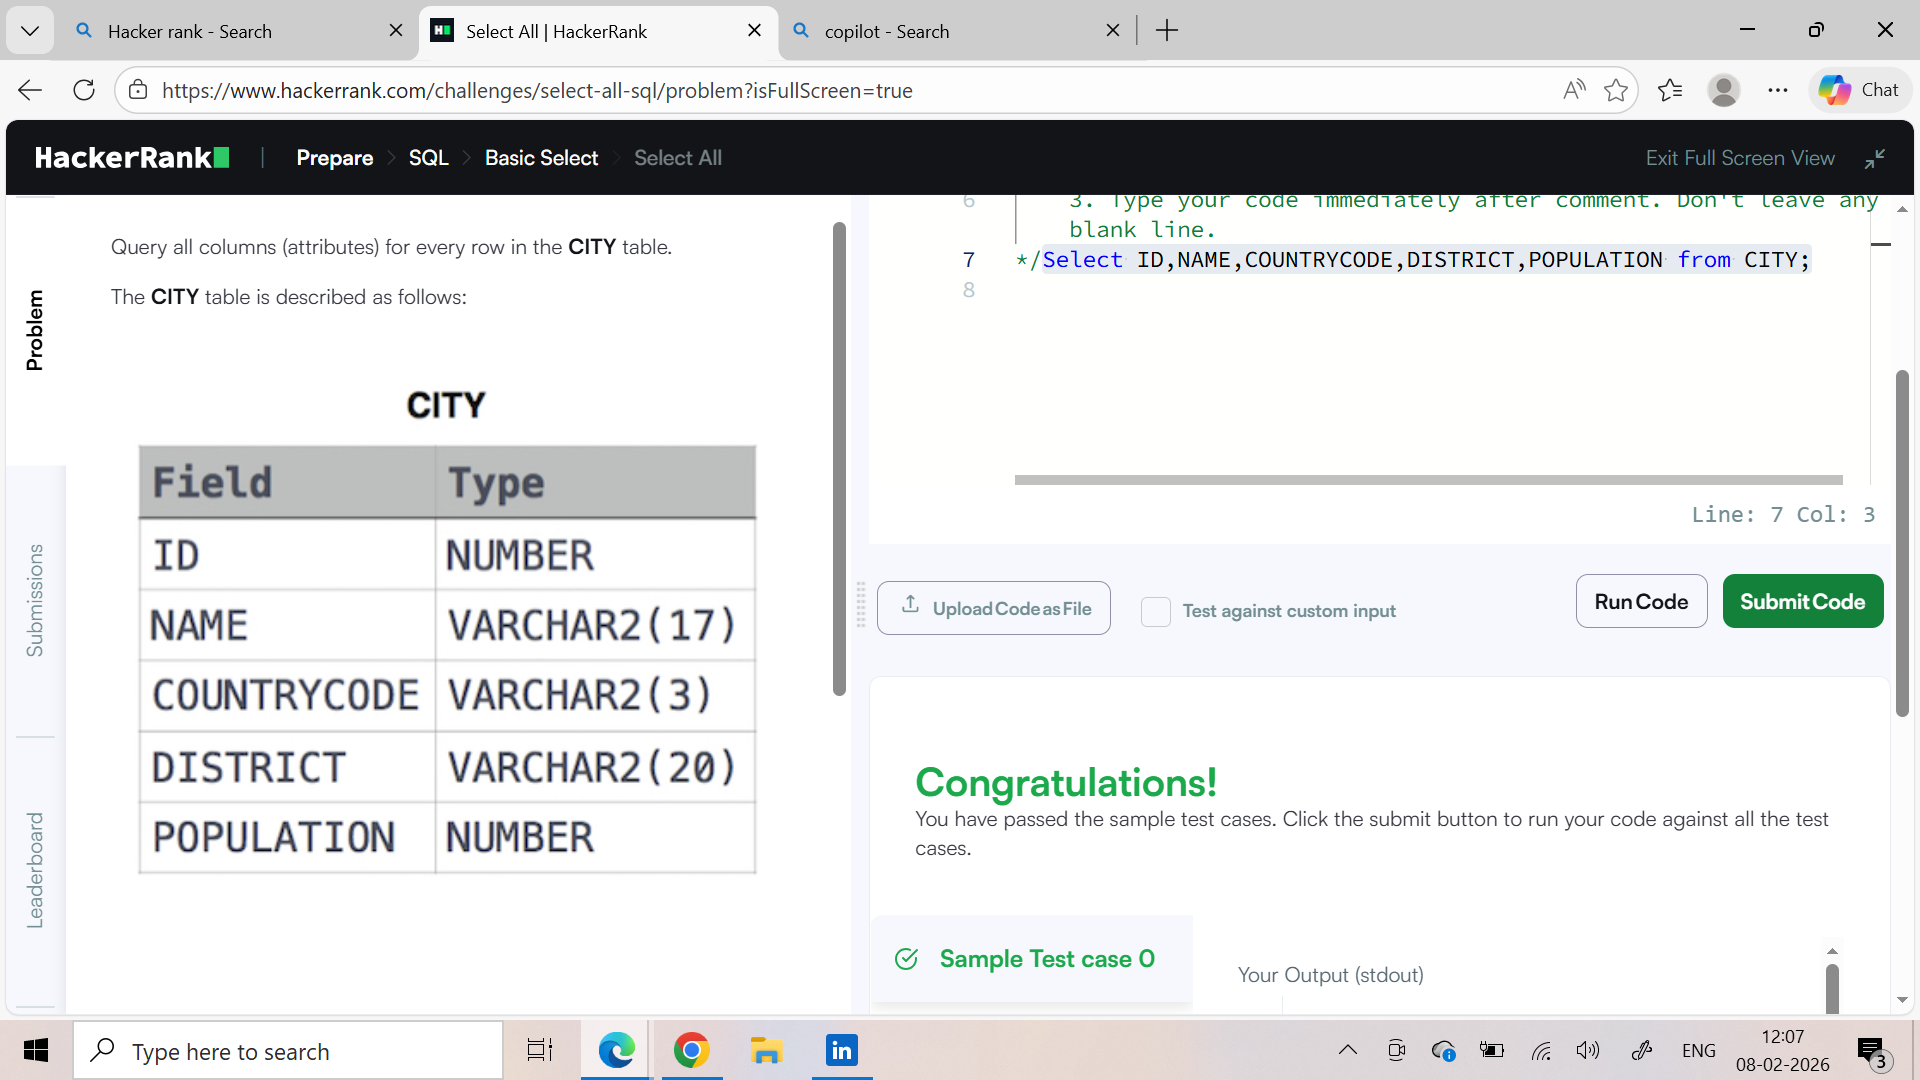 Hacker rank - Search
Select All | HackerRank
copilot - Search
https://www.hackerrank.com/challenges/select-all-sql/problem?isFullScreen=true
Chat
HackerRank
Prepare
SQL
Basic Select
Select All
Exit Full Screen View
Problem
Submissions
Leaderboard
Query all columns (attributes) for every row in the CITY table.
The CITY table is described as follows:
CITY
Field Type
ID NUMBER
NAME VARCHAR2(17)
COUNTRYCODE VARCHAR2(3)
DISTRICT VARCHAR2(20)
POPULATION NUMBER
6 3. Type your code immediately after comment. Don't leave any
blank line.
7 */Select ID,NAME,COUNTRYCODE,DISTRICT,POPULATION from CITY;
8
Line: 7 Col: 3
Upload Code as File
Test against custom input
Run Code
Submit Code
Congratulations!
You have passed the sample test cases. Click the submit button to run your code against all the test
cases.
Sample Test case 0
Your Output (stdout)
Type here to search
in
ENG
12:07
08-02-2026
3